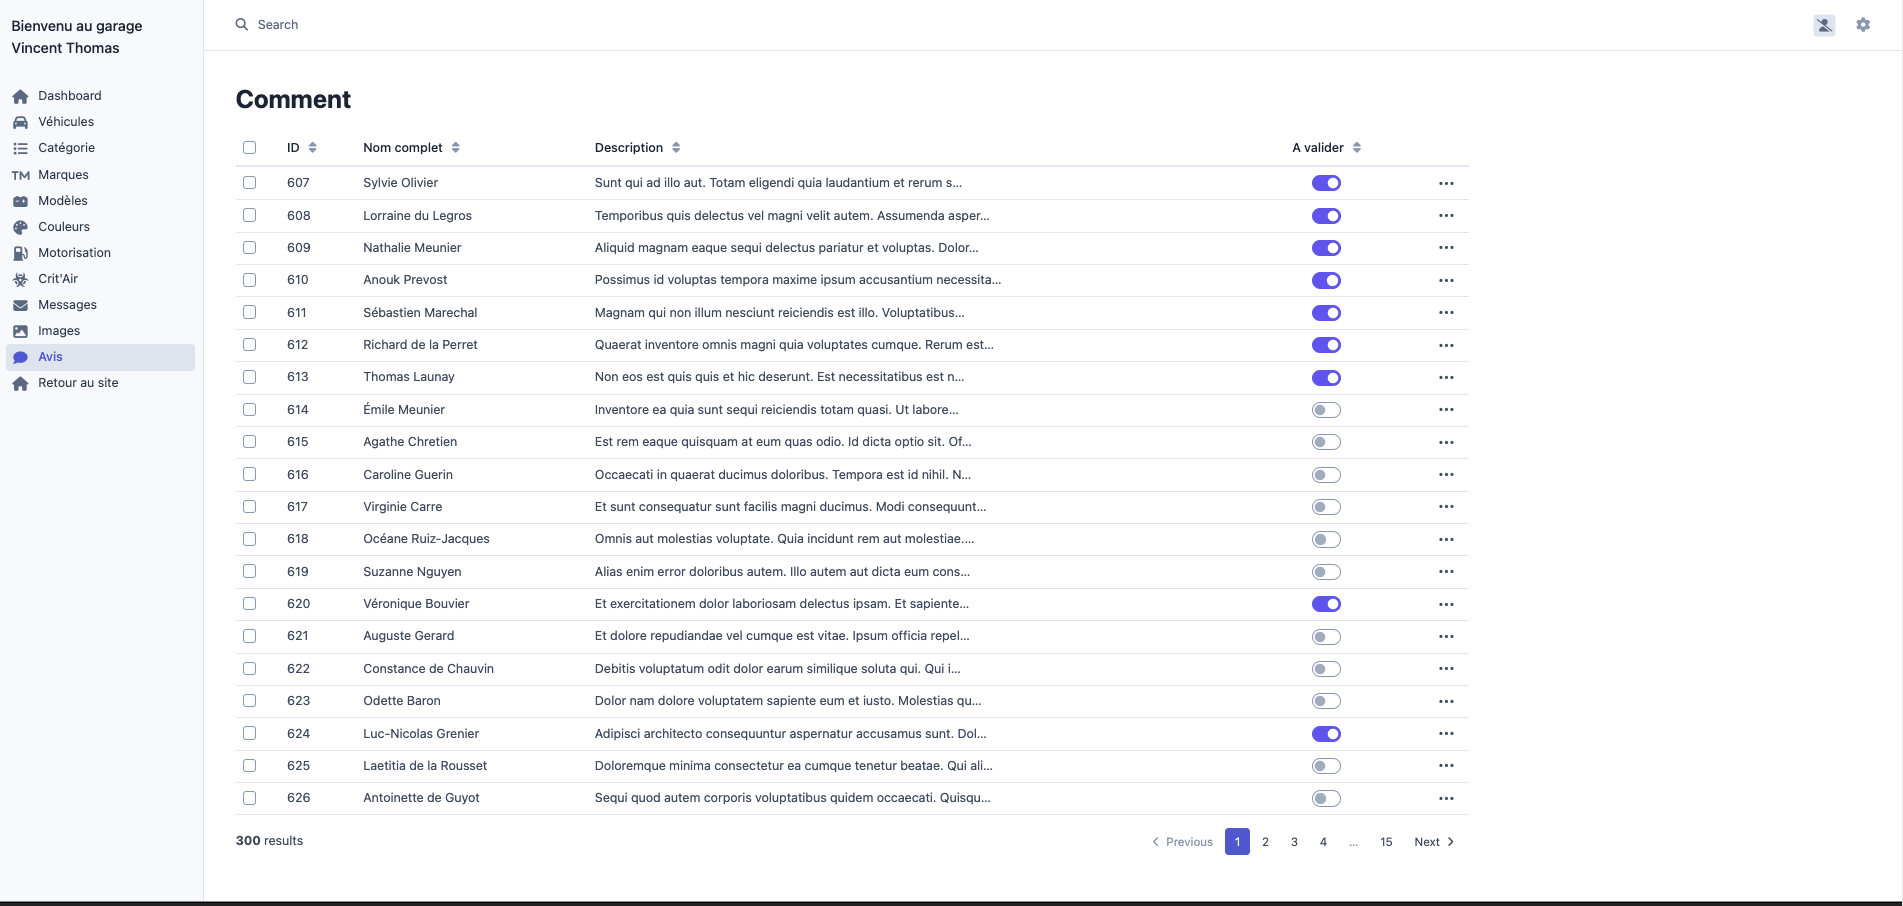 Bienvenu au garage
Vincent Thomas
Search
Dashboard
Véhicules
Catégorie
TM Marques
Modèles
Couleurs
Motorisation
Crit'Air
Messages
Images
Avis
Retour au site
Comment
ID Nom complet Description A valider
607 Sylvie Olivier Sunt qui ad illo aut. Totam eligendi quia laudantium et rerum s...
608 Lorraine du Legros Temporibus quis delectus vel magni velit autem. Assumenda asper...
609 Nathalie Meunier Aliquid magnam eaque sequi delectus pariatur et voluptas. Dolor...
610 Anouk Prevost Possimus id voluptas tempora maxime ipsum accusantium necessita...
611 Sébastien Marechal Magnam qui non illum nesciunt reiciendis est illo. Voluptatibus...
612 Richard de la Perret Quaerat inventore omnis magni quia voluptates cumque. Rerum est...
613 Thomas Launay Non eos est quis quis et hic deserunt. Est necessitatibus est n...
614 Émile Meunier Inventore ea quia sunt sequi reiciendis totam quasi. Ut labore...
615 Agathe Chretien Est rem eaque quisquam at eum quas odio. Id dicta optio sit. Of...
616 Caroline Guerin Occaecati in quaerat ducimus doloribus. Tempora est id nihil. N...
617 Virginie Carre Et sunt consequatur sunt facilis magni ducimus. Modi consequunt...
618 Océane Ruiz-Jacques Omnis aut molestias voluptate. Quia incidunt rem aut molestiae....
619 Suzanne Nguyen Alias enim error doloribus autem. Illo autem aut dicta eum cons...
620 Véronique Bouvier Et exercitationem dolor laboriosam delectus ipsam. Et sapiente...
621 Auguste Gerard Et dolore repudiandae vel cumque est vitae. Ipsum officia repel...
622 Constance de Chauvin Debitis voluptatum odit dolor earum similique soluta qui. Qui i...
623 Odette Baron Dolor nam dolore voluptatem sapiente eum et iusto. Molestias qu...
624 Luc-Nicolas Grenier Adipisci architecto consequuntur aspernatur accusamus sunt. Dol...
625 Laetitia de la Rousset Doloremque minima consectetur ea cumque tenetur beatae. Qui ali...
626 Antoinette de Guyot Sequi quod autem corporis voluptatibus quidem occaecati. Quisqu...
300 results Previous 1 2 3 4 ... 15 Next